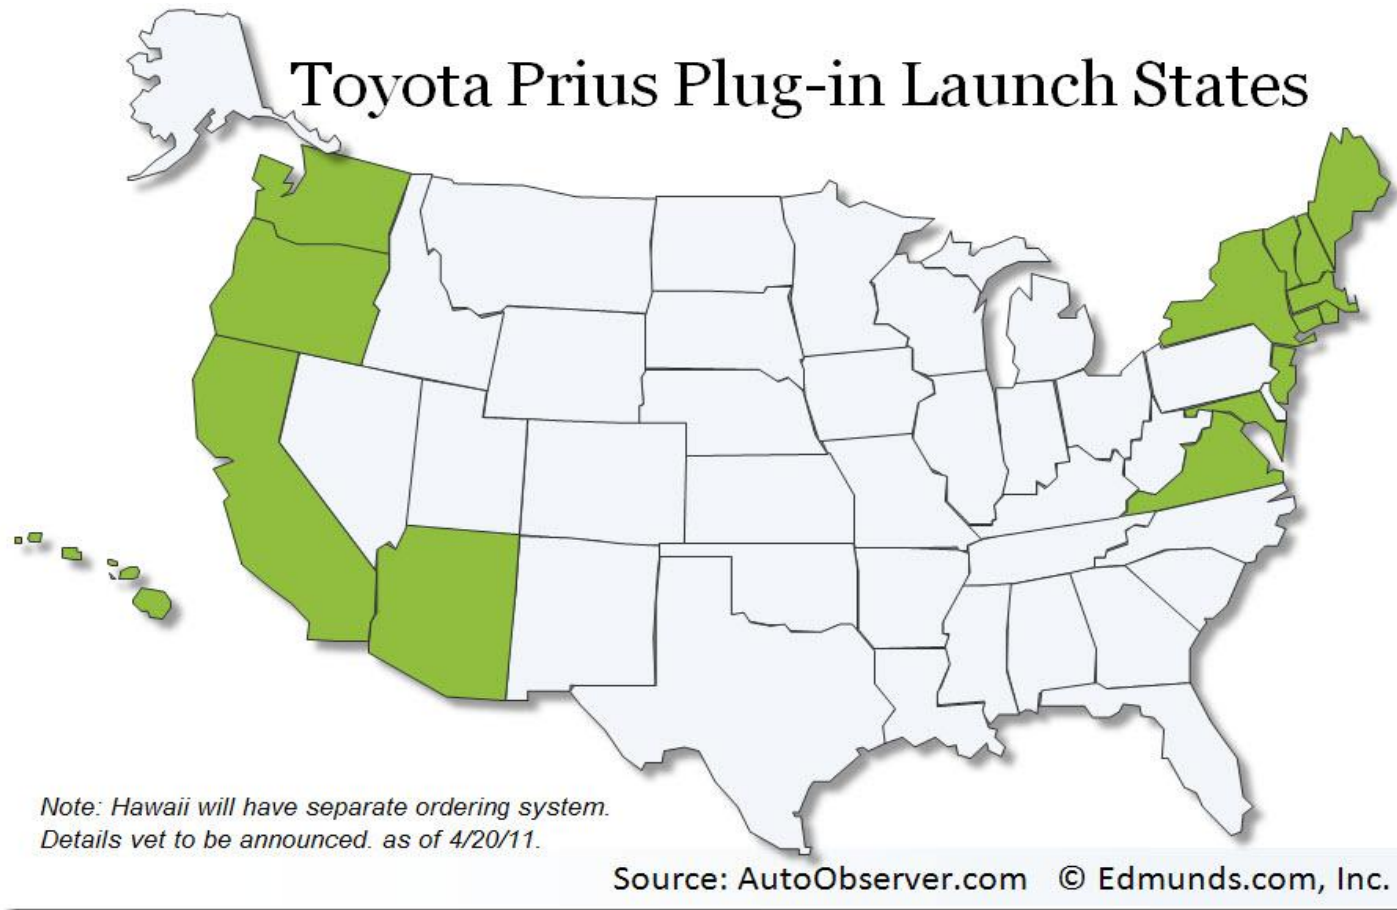 Toyota Prius Plug-in Launch States
Note: Hawaii will have separate ordering system.
Details vet to be announced. as of 4/20/11.
Source: AutoObserver.com © Edmunds.com, Inc.